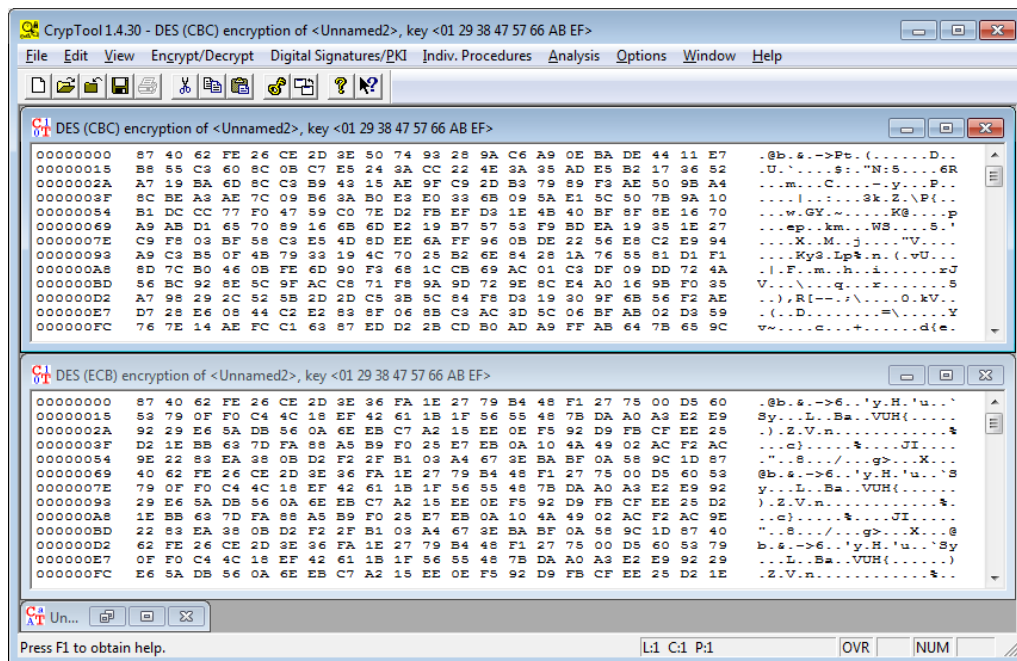 CrypTool 1.4.30 - DES (CBC) encryption of <Unnamed2>, key <01 29 38 47 57 66 AB EF>
File Edit View Encrypt/Decrypt Digital Signatures/PKI Indiv. Procedures Analysis Options Window Help
DES (CBC) encryption of <Unnamed2>, key <01 29 38 47 57 66 AB EF>
00000000 87 40 62 FE 26 CE 2D 3E 50 74 93 28 9A C6 A9 0E BA DE 44 11 E7 .@b.&.->Pt.(......D..
00000015 B8 55 C3 60 8C 0B C7 E5 24 3A CC 22 4E 3A 35 AD E5 B2 17 36 52 .U.`....$:."N:5....6R
0000002A A7 19 BA 6D 8C C3 B9 43 15 AE 9F C9 2D B3 79 89 F3 AE 50 9B A4 ...m...C....-.y...P..
0000003F 8C BE A3 AE 7C 09 B6 3A B0 E3 E0 33 6B 09 5A E1 5C 50 7B 9A 10 ....|..:...3k.Z.\P{..
00000054 B1 DC CC 77 F0 47 59 C0 7E D2 FB EF D3 1E 4B 40 BF 8F 8E 16 70 ...w.GY.~.....K@....p
00000069 A9 AB D1 65 70 89 16 6B 6D E2 19 B7 57 53 F9 BD EA 19 35 1E 27 ...ep..km...WS....5.'
0000007E C9 F8 03 BF 58 C3 E5 4D 8D EE 6A FF 96 0B DE 22 56 E8 C2 E9 94 ....X..M..j...."V....
00000093 A9 C3 B5 0F 4B 79 33 19 4C 70 25 B2 6E 84 28 1A 76 55 81 D1 F1 ....Ky3.Lp%.n.(.vU...
000000A8 8D 7C B0 46 0B FE 6D 90 F3 68 1C CB 69 AC 01 C3 DF 09 DD 72 4A .|.F..m..h..i......rJ
000000BD 56 BC 92 8E 5C 9F AC C8 71 F8 9A 9D 72 9E 8C E4 A0 16 9B F0 35 V...\...q...r.......5
000000D2 A7 98 29 2C 52 5B 2D 2D C5 3B 5C 84 F8 D3 19 30 9F 6B 56 F2 AE ..),R[--.;\....0.kV..
000000E7 D7 28 E6 08 44 C2 E2 83 8F 06 8B C3 AC 3D 5C 06 BF AB 02 D3 59 .(..D........=\.....Y
000000FC 76 7E 14 AE FC C1 63 87 ED D2 2B CD B0 AD A9 FF AB 64 7B 65 9C v~....c...+......d{e.
DES (ECB) encryption of <Unnamed2>, key <01 29 38 47 57 66 AB EF>
00000000 87 40 62 FE 26 CE 2D 3E 36 FA 1E 27 79 B4 48 F1 27 75 00 D5 60 .@b.&.->6..'y.H.'u..`
00000015 53 79 0F F0 C4 4C 18 EF 42 61 1B 1F 56 55 48 7B DA A0 A3 E2 E9 Sy...L..Ba..VUH{.....
0000002A 92 29 E6 5A DB 56 0A 6E EB C7 A2 15 EE 0E F5 92 D9 FB CF EE 25 .).Z.V.n............%
0000003F D2 1E BB 63 7D FA 88 A5 B9 F0 25 E7 EB 0A 10 4A 49 02 AC F2 AC ...c}.....%....JI....
00000054 9E 22 83 EA 38 0B D2 F2 2F B1 03 A4 67 3E BA BF 0A 58 9C 1D 87 ."..8.../...g>...X...
00000069 40 62 FE 26 CE 2D 3E 36 FA 1E 27 79 B4 48 F1 27 75 00 D5 60 53 @b.&.->6..'y.H.'u..`S
0000007E 79 0F F0 C4 4C 18 EF 42 61 1B 1F 56 55 48 7B DA A0 A3 E2 E9 92 y...L..Ba..VUH{......
00000093 29 E6 5A DB 56 0A 6E EB C7 A2 15 EE 0E F5 92 D9 FB CF EE 25 D2 ).Z.V.n............%.
000000A8 1E BB 63 7D FA 88 A5 B9 F0 25 E7 EB 0A 10 4A 49 02 AC F2 AC 9E ..c}.....%....JI.....
000000BD 22 83 EA 38 0B D2 F2 2F B1 03 A4 67 3E BA BF 0A 58 9C 1D 87 40 "..8.../...g>...X...@
000000D2 62 FE 26 CE 2D 3E 36 FA 1E 27 79 B4 48 F1 27 75 00 D5 60 53 79 b.&.->6..'y.H.'u..`Sy
000000E7 0F F0 C4 4C 18 EF 42 61 1B 1F 56 55 48 7B DA A0 A3 E2 E9 92 29 ...L..Ba..VUH{......)
000000FC E6 5A DB 56 0A 6E EB C7 A2 15 EE 0E F5 92 D9 FB CF EE 25 D2 1E .Z.V.n............%..
Un...
Press F1 to obtain help. L:1 C:1 P:1 OVR NUM